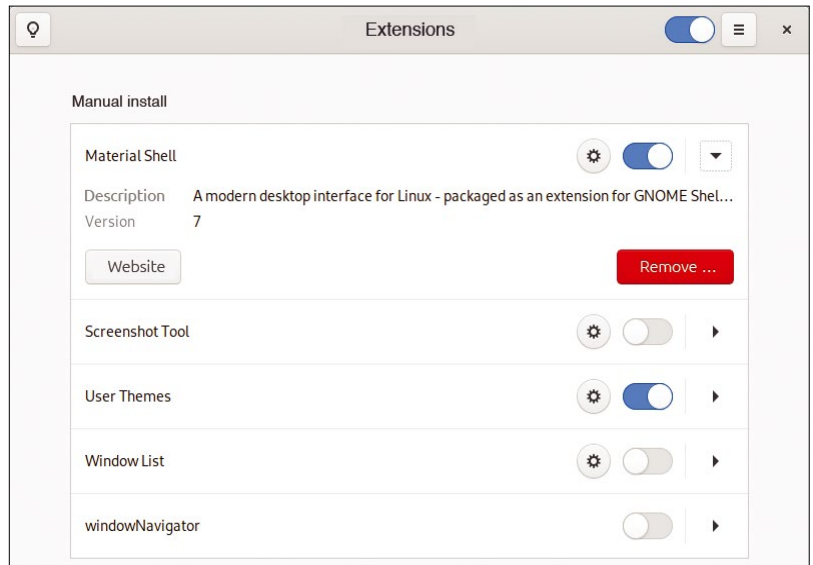 Extensions
Manual install
Material Shell
Description A modern desktop interface for Linux - packaged as an extension for GNOME Shel...
Version 7
Website Remove ...
Screenshot Tool
User Themes
Window List
windowNavigator